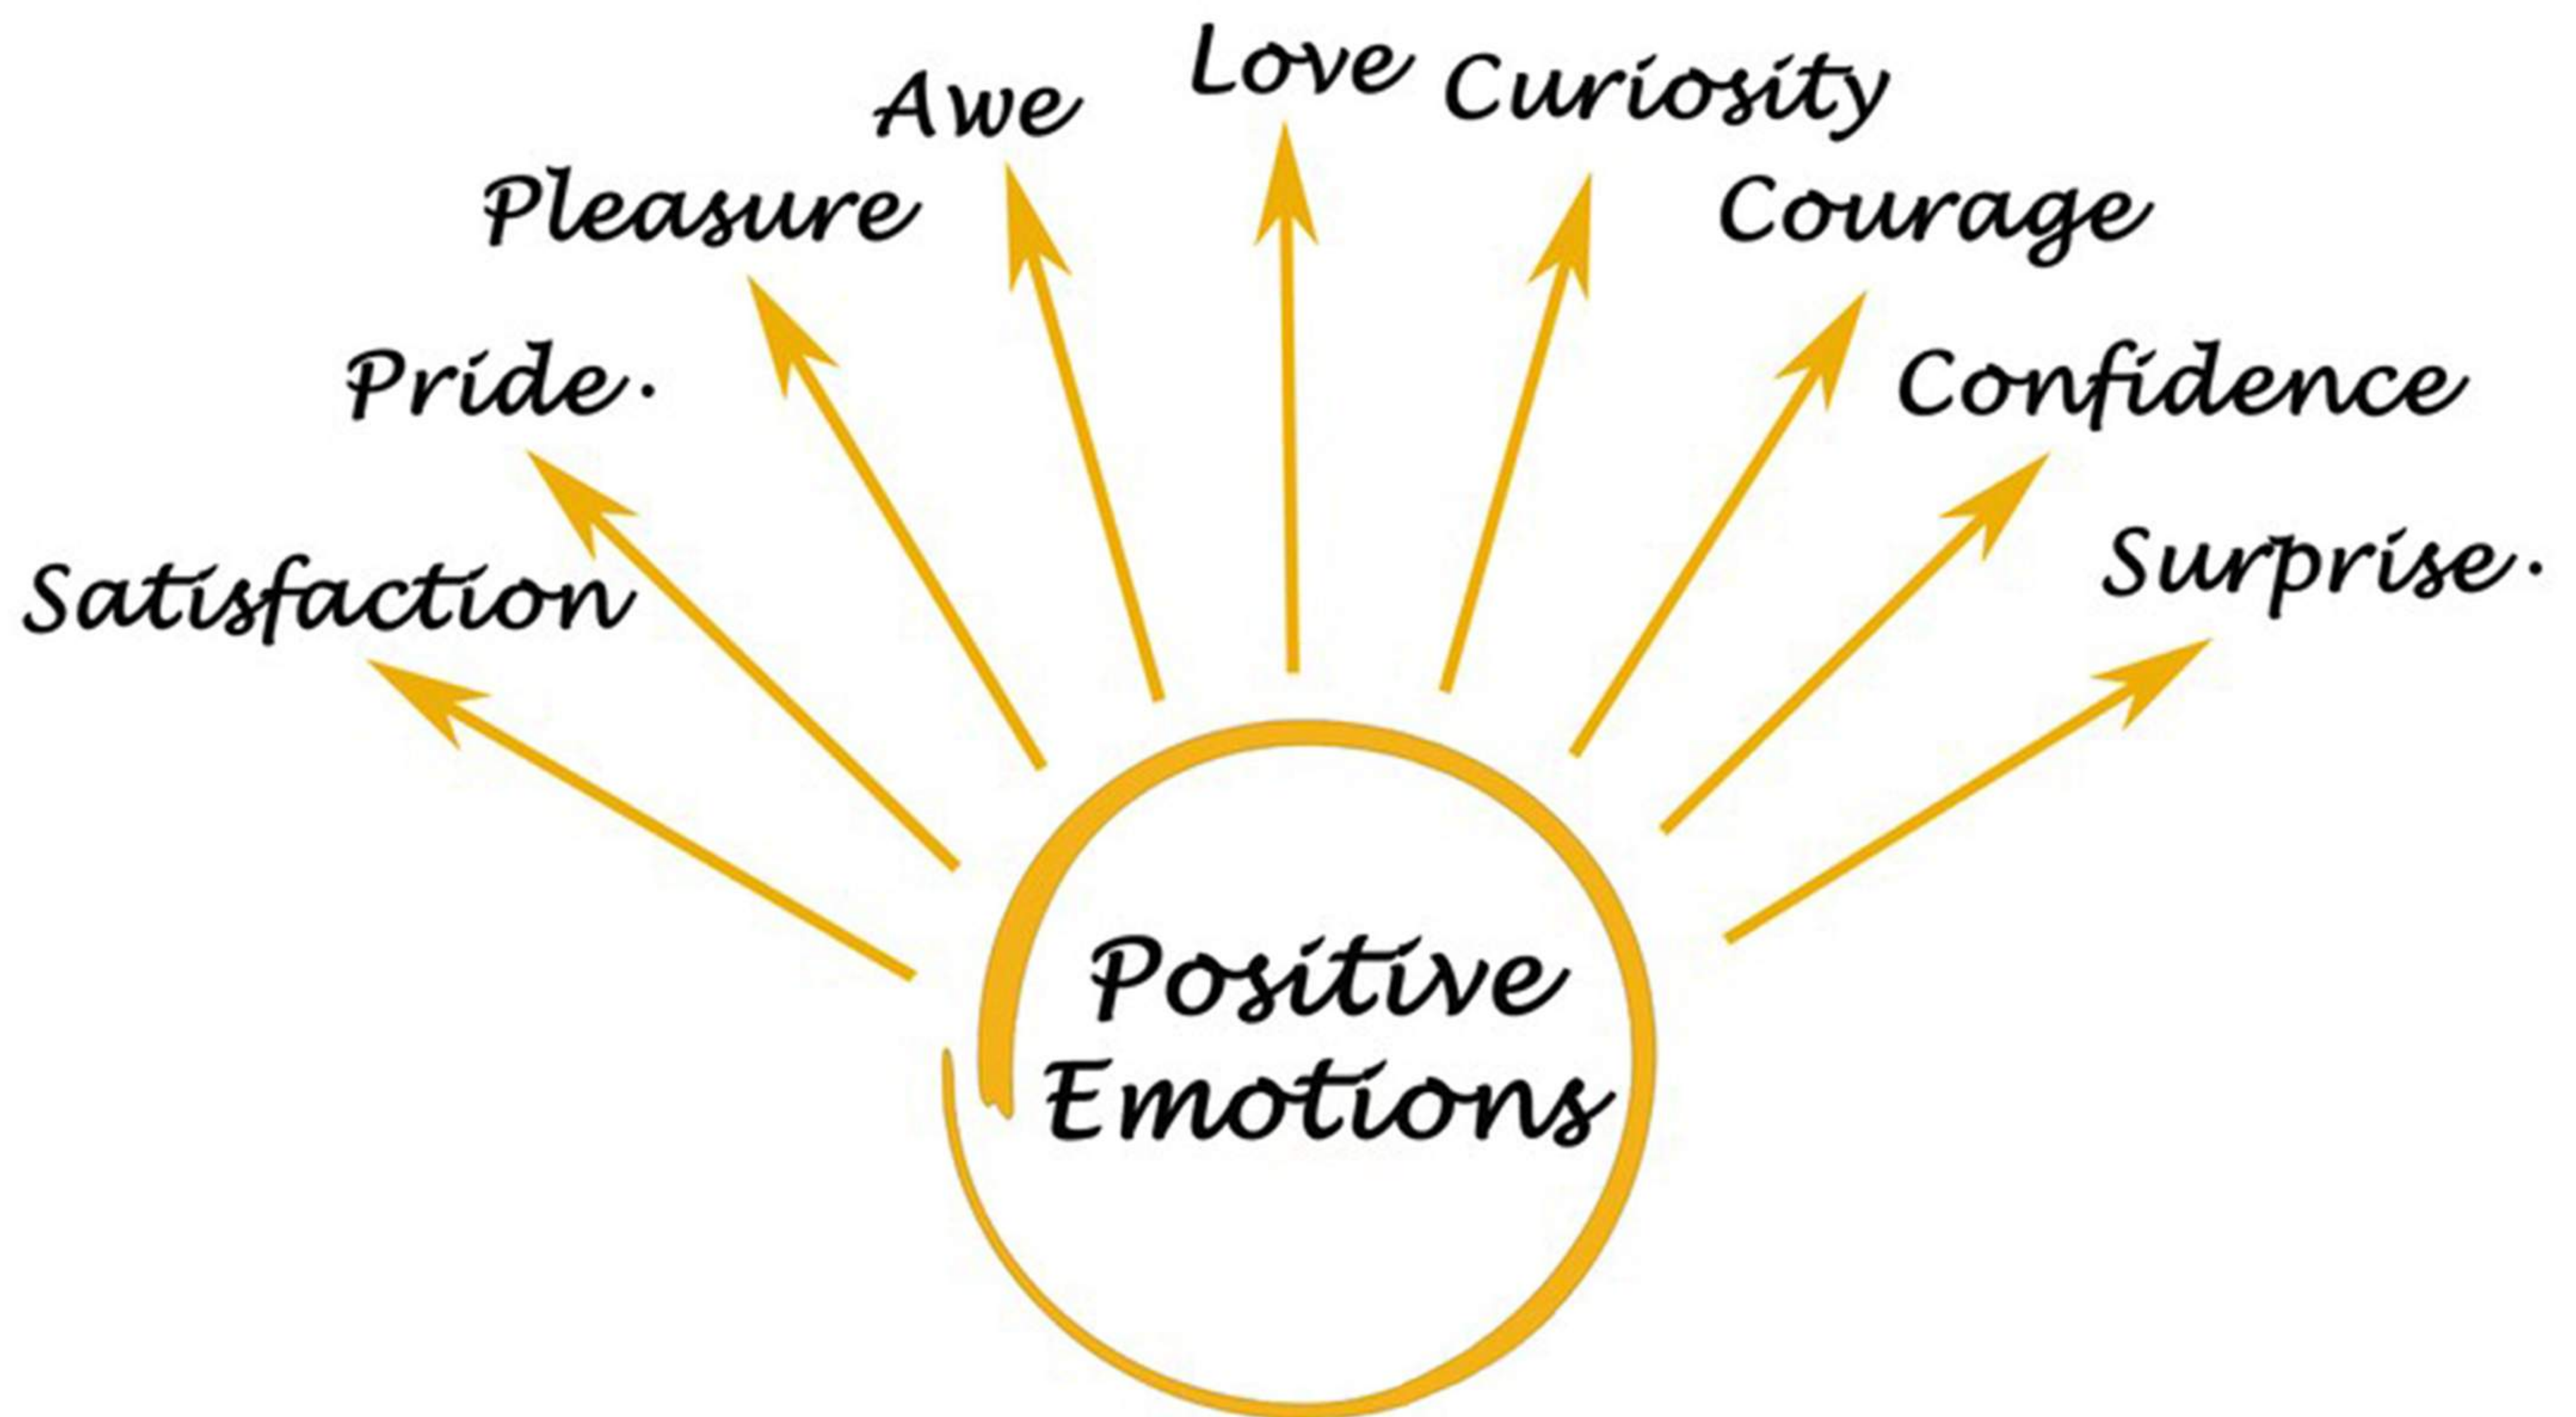 Love
Curiosity
Awe
Pleasure
Courage
Pride.
Confidence
Satisfaction
Surprise.
Positive
Emotions